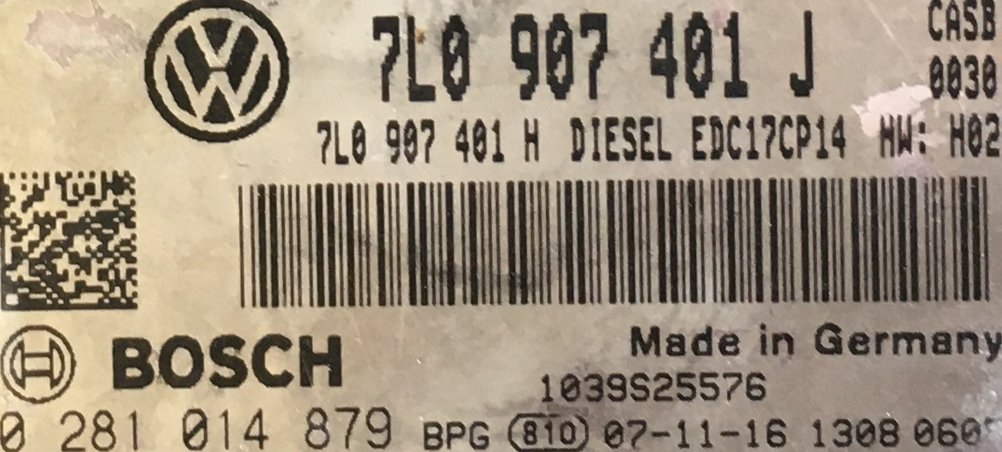 7L0 907 401 J
CASB
0030
7L0 907 401 H DIESEL EDC17CP14 HW: H02
BOSCH
Made in Germany
1039S25576
0 281 014 879 BPG 810 07-11-16 1308